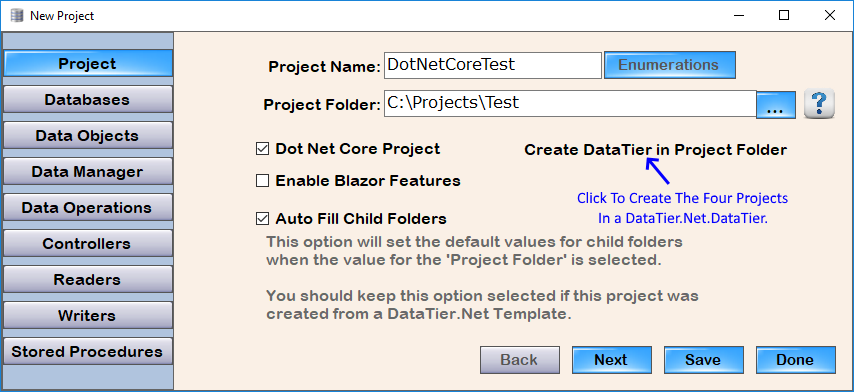 New Project
Project
Databases
Data Objects
Data Manager
Data Operations
Controllers
Readers
Writers
Stored Procedures
Project Name: DotNetCoreTest Enumerations
Project Folder: C:\Projects\Test ... ?
Dot Net Core Project
Create DataTier in Project Folder
Enable Blazor Features
Click To Create The Four Projects
In a DataTier.Net.DataTier.
Auto Fill Child Folders
This option will set the default values for child folders
when the value for the 'Project Folder' is selected.
You should keep this option selected if this project was
created from a DataTier.Net Template.
Back Next Save Done